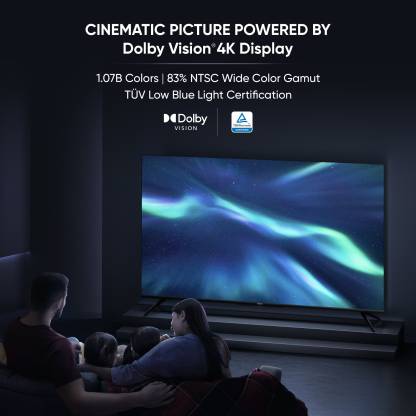 CINEMATIC PICTURE POWERED BY
Dolby Vision® 4K Display
1.07B Colors | 83% NTSC Wide Color Gamut
TÜV Low Blue Light Certification
Dolby
VISION